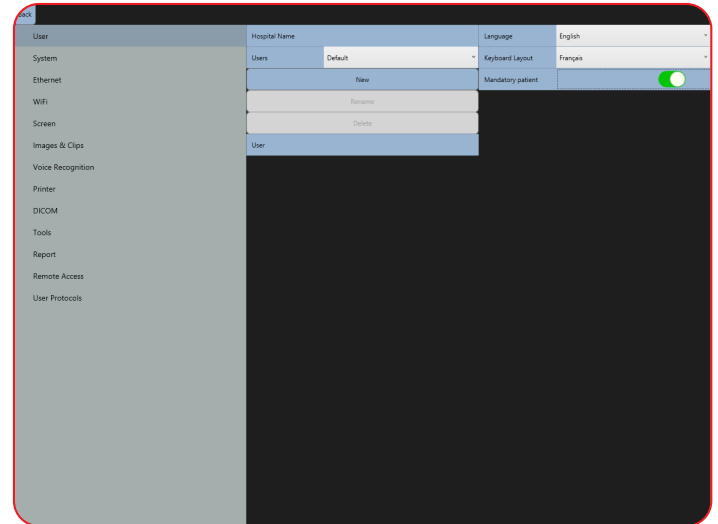 Back
User
System
Ethernet
WiFi
Screen
Images & Clips
Voice Recognition
Printer
DICOM
Tools
Report
Remote Access
User Protocols
Hospital Name
Users Default
New
Rename
Delete
User
Language English
Keyboard Layout Français
Mandatory patient